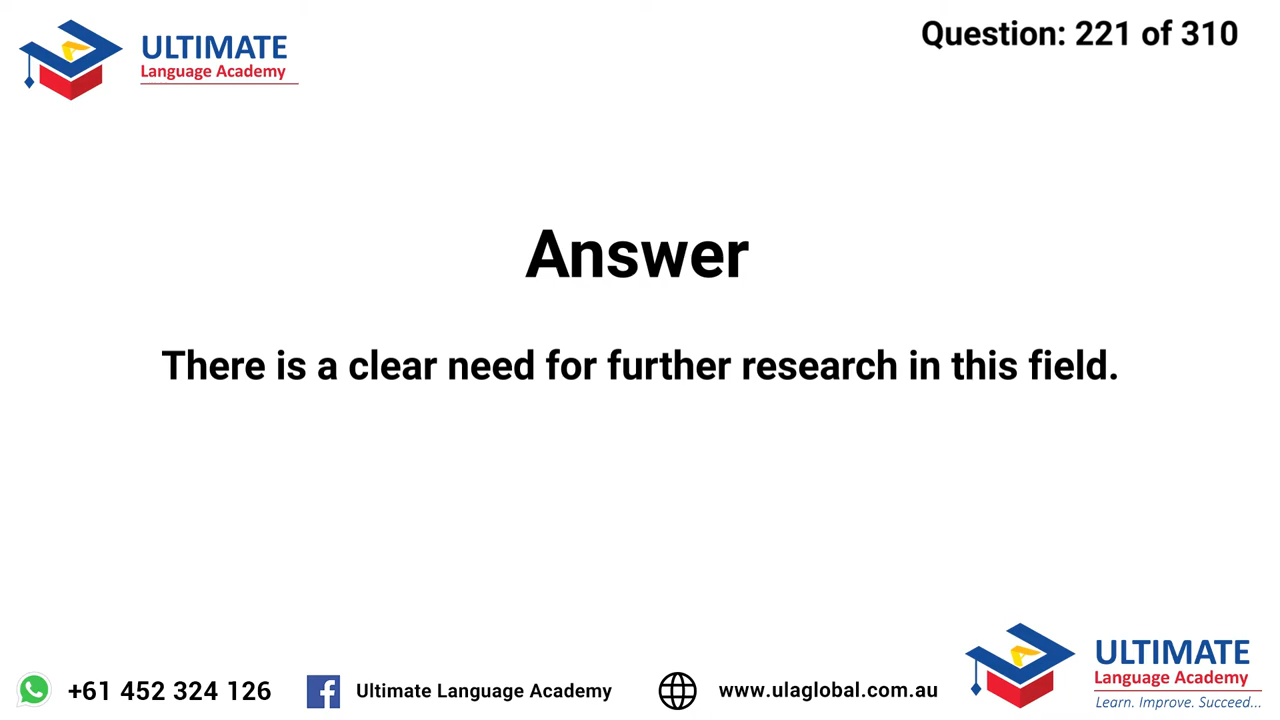 ULTIMATE
Language Academy
Question: 221 of 310
Answer
There is a clear need for further research in this field.
+61 452 324 126
Ultimate Language Academy
www.ulaglobal.com.au
ULTIMATE
Language Academy
Learn. Improve. Succeed...